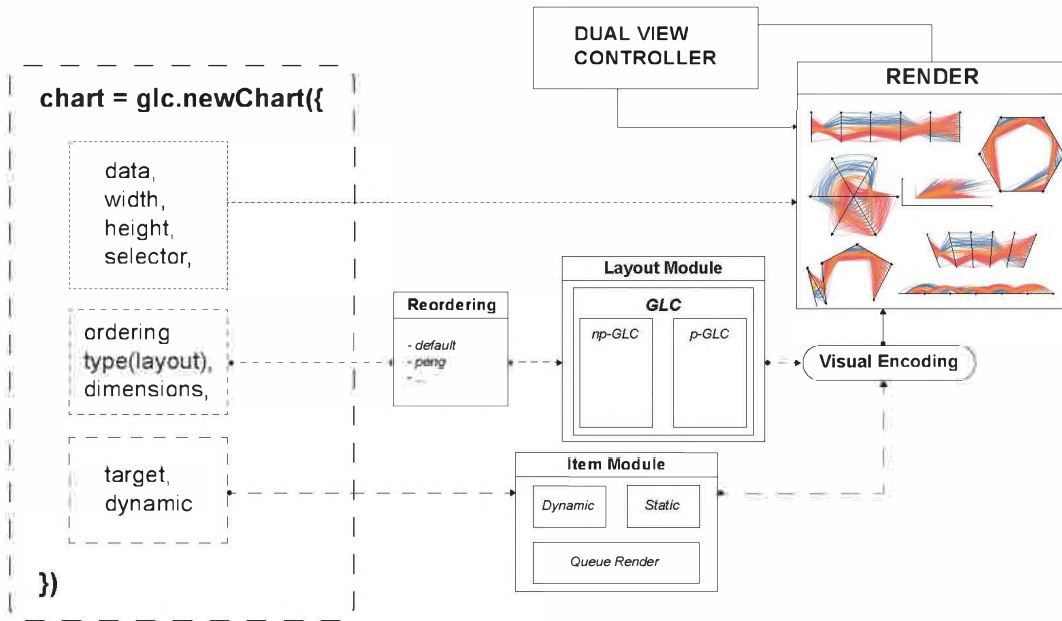 DUAL VIEW
CONTROLLER
RENDER
chart = glc.newChart({
data,
width,
height,
selector,
ordering
type(layout),
dimensions,
target,
dynamic
})
Reordering
- default
- peng
- ...
Layout Module
GLC
np-GLC
p-GLC
Visual Encoding
Item Module
Dynamic
Static
Queue Render